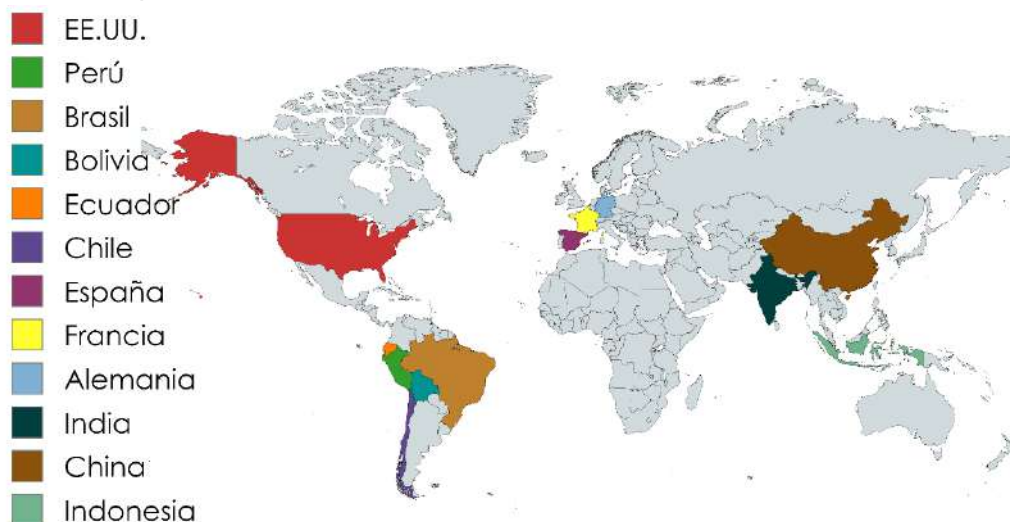 EE.UU.
Perú
Brasil
Bolivia
Ecuador
Chile
España
Francia
Alemania
India
China
Indonesia